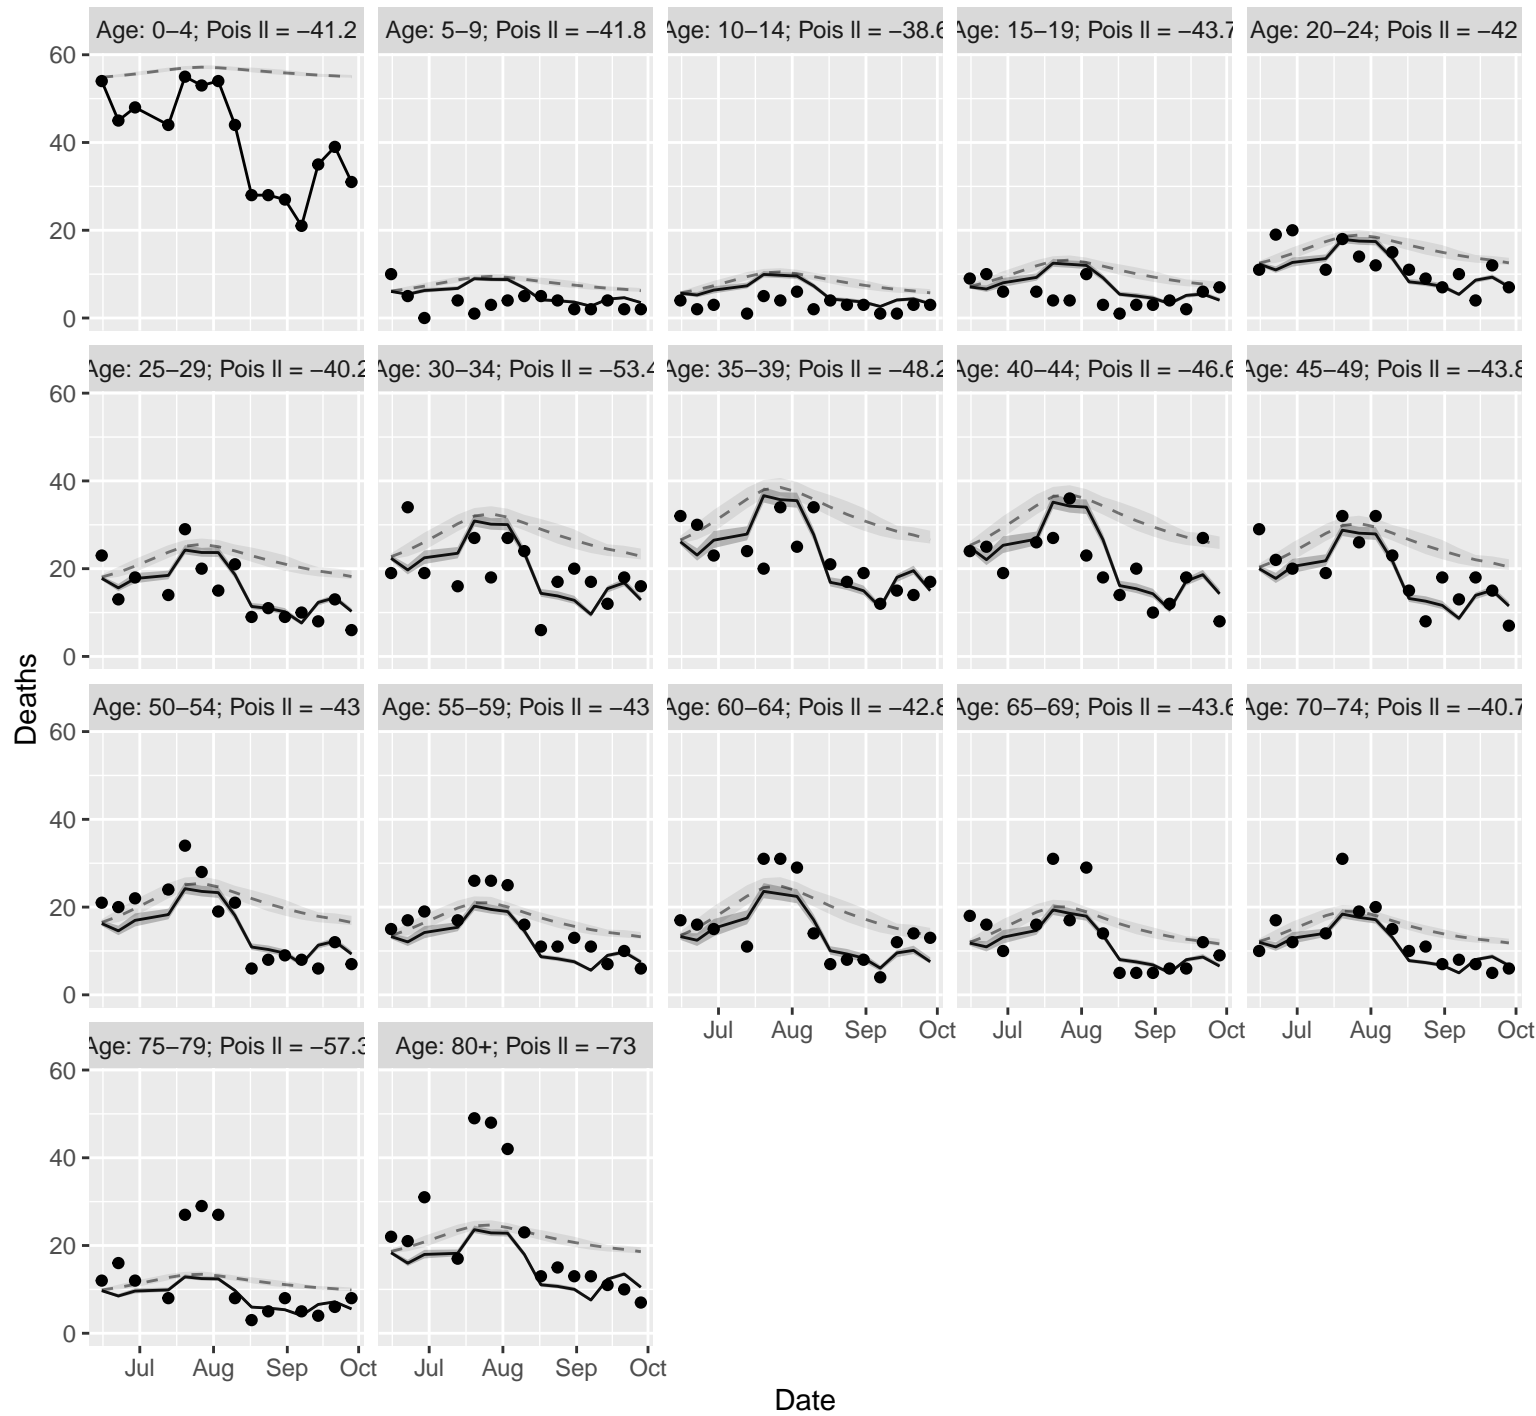 Age: 0−4; Pois ll = −41.2
Age: 5−9; Pois ll = −41.8
Age: 10−14; Pois ll = −38.6
Age: 15−19; Pois ll = −43.7
Age: 20−24; Pois ll = −42
60
40
20
0
Age: 25−29; Pois ll = −40.2
Age: 30−34; Pois ll = −53.4
Age: 35−39; Pois ll = −48.2
Age: 40−44; Pois ll = −46.6
Age: 45−49; Pois ll = −43.8
60
40
20
0
Deaths
Age: 50−54; Pois ll = −43
Age: 55−59; Pois ll = −43
Age: 60−64; Pois ll = −42.8
Age: 65−69; Pois ll = −43.6
Age: 70−74; Pois ll = −40.7
60
40
20
0
Jul Aug Sep Oct
Jul Aug Sep Oct
Jul Aug Sep Oct
Age: 75−79; Pois ll = −57.3
Age: 80+; Pois ll = −73
60
40
20
0
Jul Aug Sep Oct
Jul Aug Sep Oct
Date